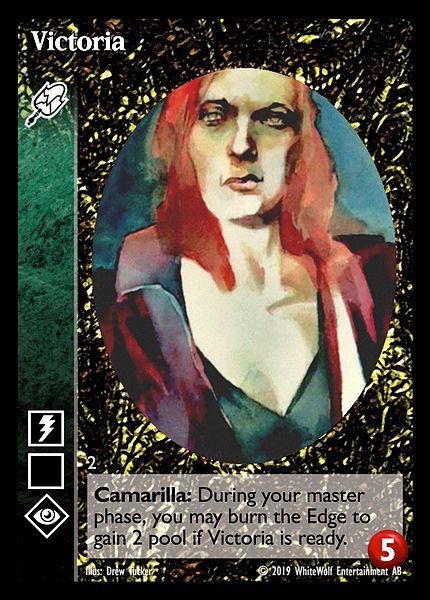 Victoria
2
Camarilla: During your master
phase, you may burn the Edge to
gain 2 pool if Victoria is ready.
5
Illus: Drew Tucker
© 2019 WhiteWolf Entertainment AB